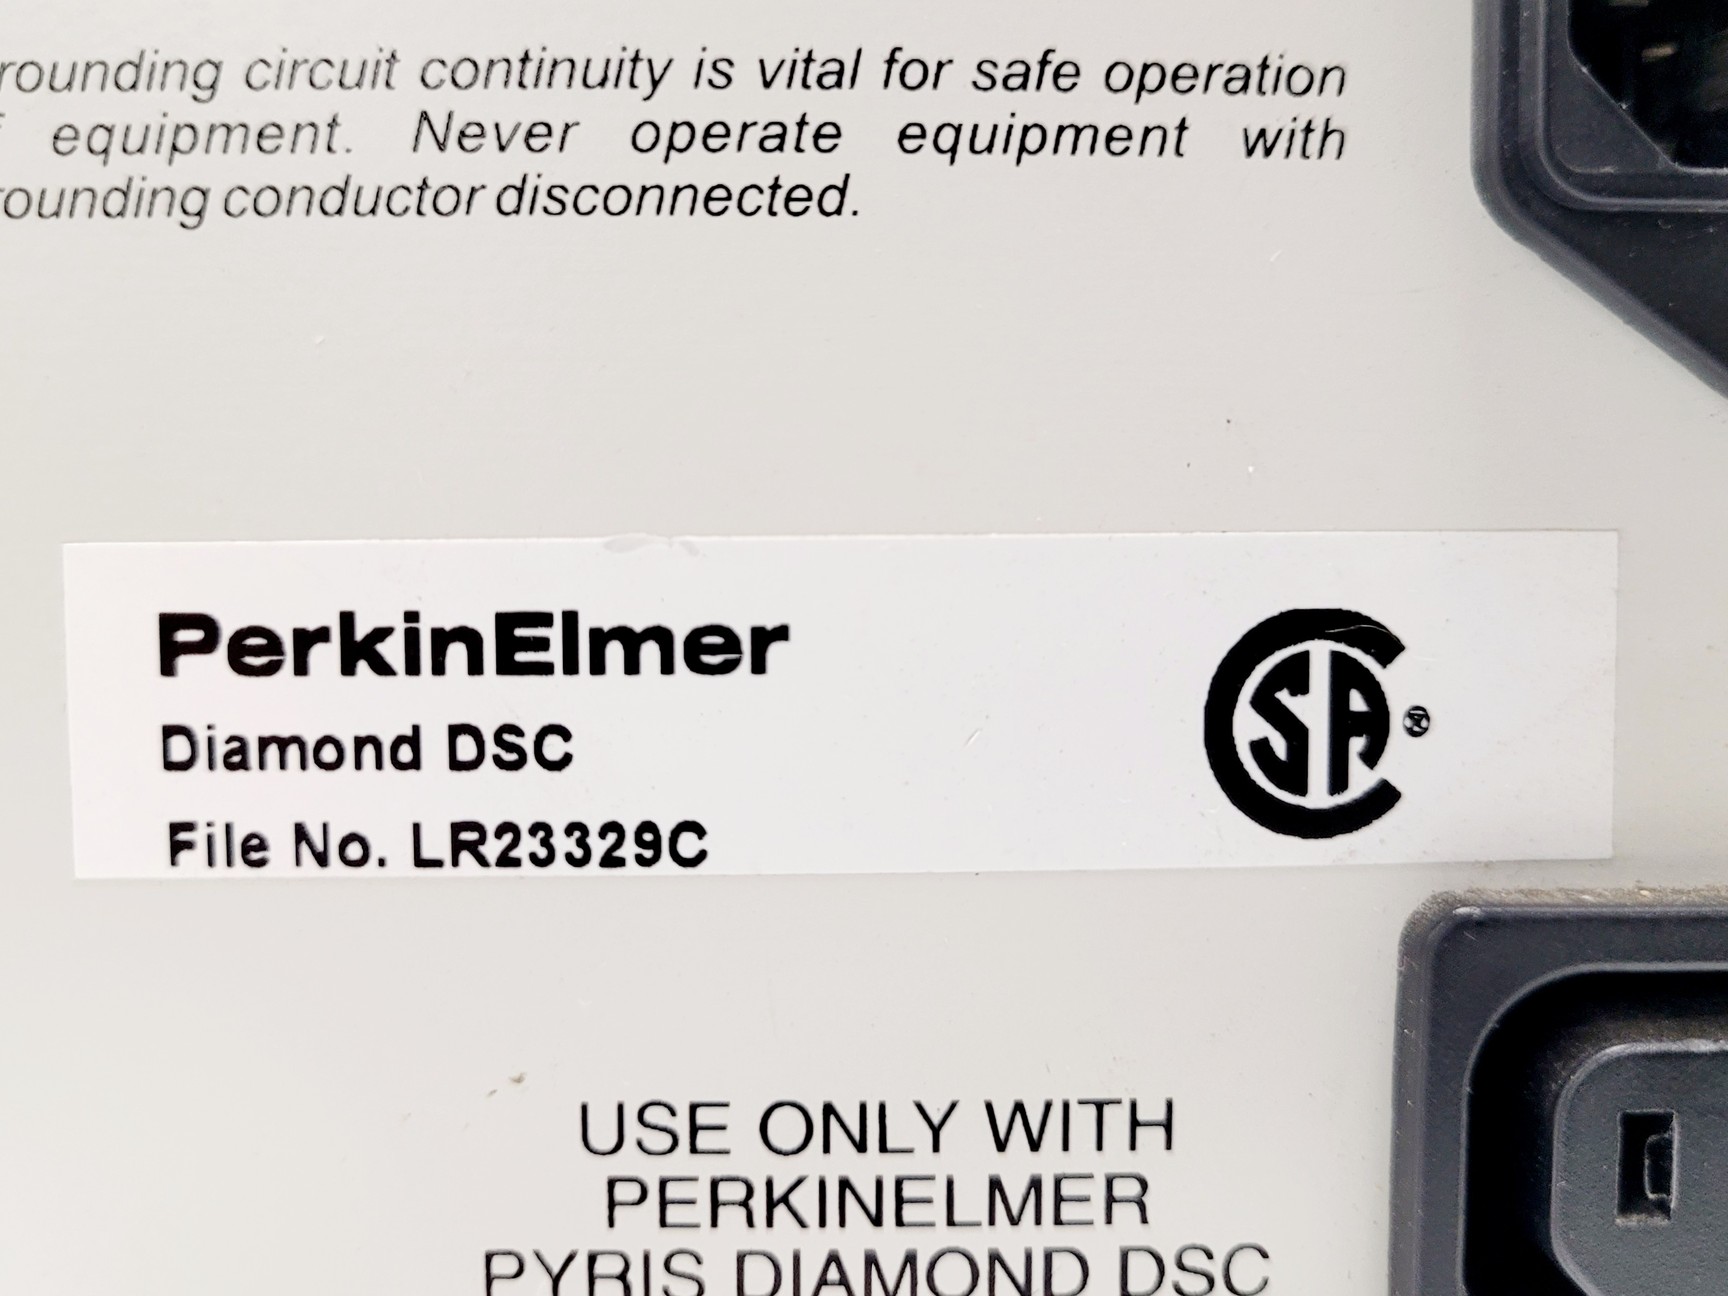 rounding circuit continuity is vital for safe operation
equipment. Never operate equipment with
rounding conductor disconnected.
PerkinElmer
Diamond DSC
File No. LR23329C
CSA ®
USE ONLY WITH
PERKINELMER
PYRIS DIAMOND DSC